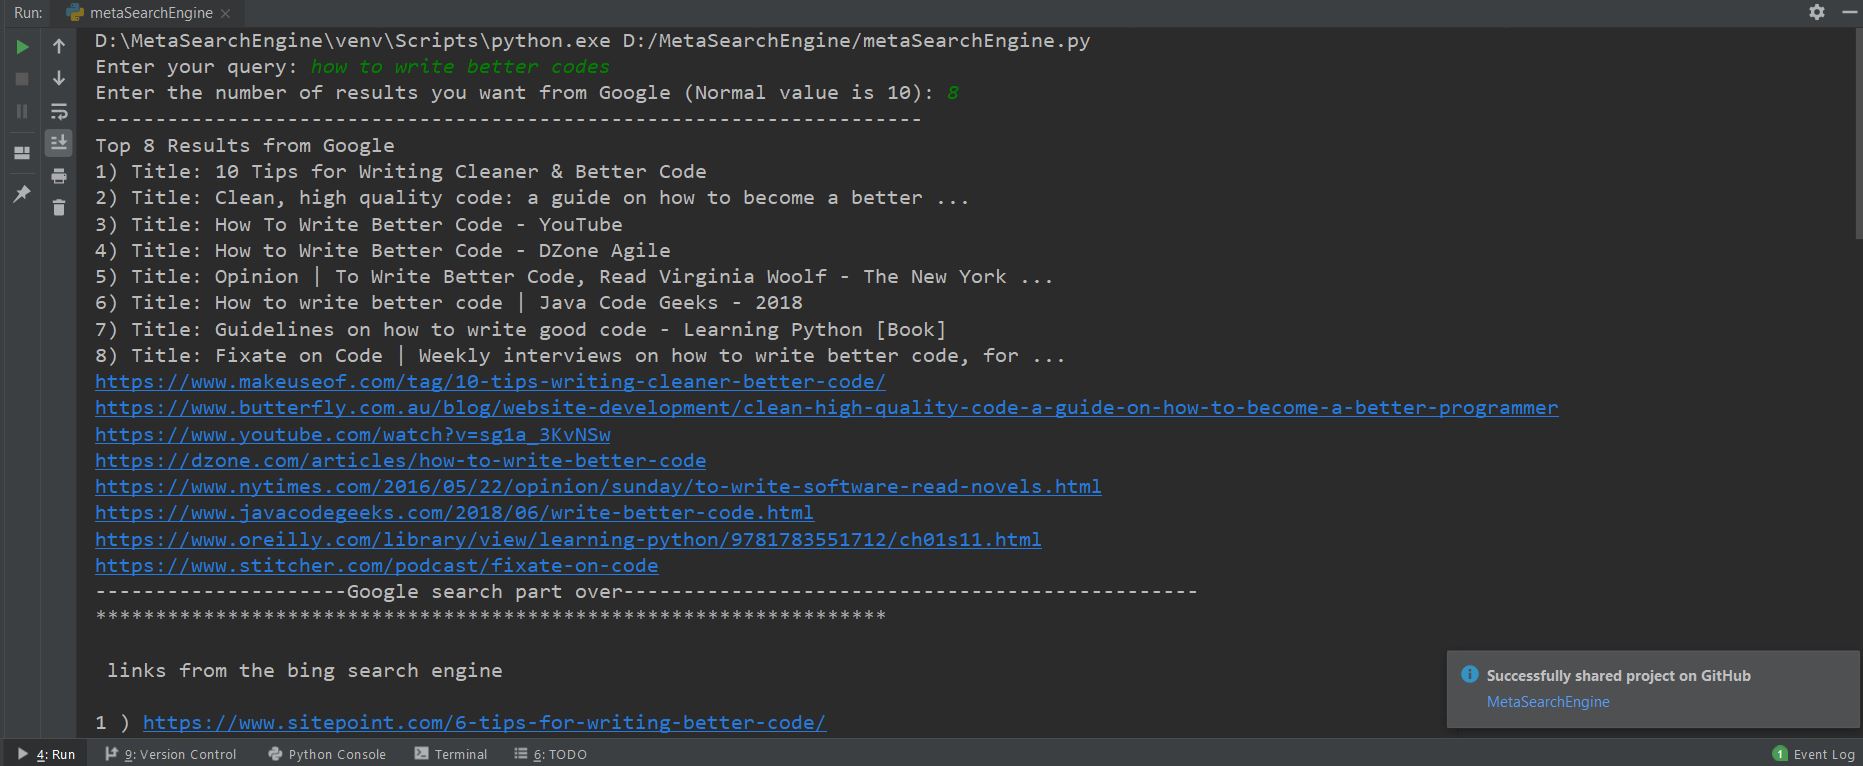 Run: metaSearchEngine
D:\MetaSearchEngine\venv\Scripts\python.exe D:/MetaSearchEngine/metaSearchEngine.py
Enter your query: how to write better codes
Enter the number of results you want from Google (Normal value is 10): 8
---------------------------------------------------------------------
Top 8 Results from Google
1) Title: 10 Tips for Writing Cleaner & Better Code
2) Title: Clean, high quality code: a guide on how to become a better ...
3) Title: How To Write Better Code - YouTube
4) Title: How to Write Better Code - DZone Agile
5) Title: Opinion | To Write Better Code, Read Virginia Woolf - The New York ...
6) Title: How to write better code | Java Code Geeks - 2018
7) Title: Guidelines on how to write good code - Learning Python [Book]
8) Title: Fixate on Code | Weekly interviews on how to write better code, for ...
https://www.makeuseof.com/tag/10-tips-writing-cleaner-better-code/
https://www.butterfly.com.au/blog/website-development/clean-high-quality-code-a-guide-on-how-to-become-a-better-programmer
https://www.youtube.com/watch?v=sg1a_3KvNSw
https://dzone.com/articles/how-to-write-better-code
https://www.nytimes.com/2016/05/22/opinion/sunday/to-write-software-read-novels.html
https://www.javacodegeeks.com/2018/06/write-better-code.html
https://www.oreilly.com/library/view/learning-python/9781783551712/ch01s11.html
https://www.stitcher.com/podcast/fixate-on-code
---------------------Google search part over------------------------------------------------
******************************************************************
links from the bing search engine
1 ) https://www.sitepoint.com/6-tips-for-writing-better-code/
Successfully shared project on GitHub
MetaSearchEngine
4: Run 9: Version Control Python Console Terminal 6: TODO 1 Event Log